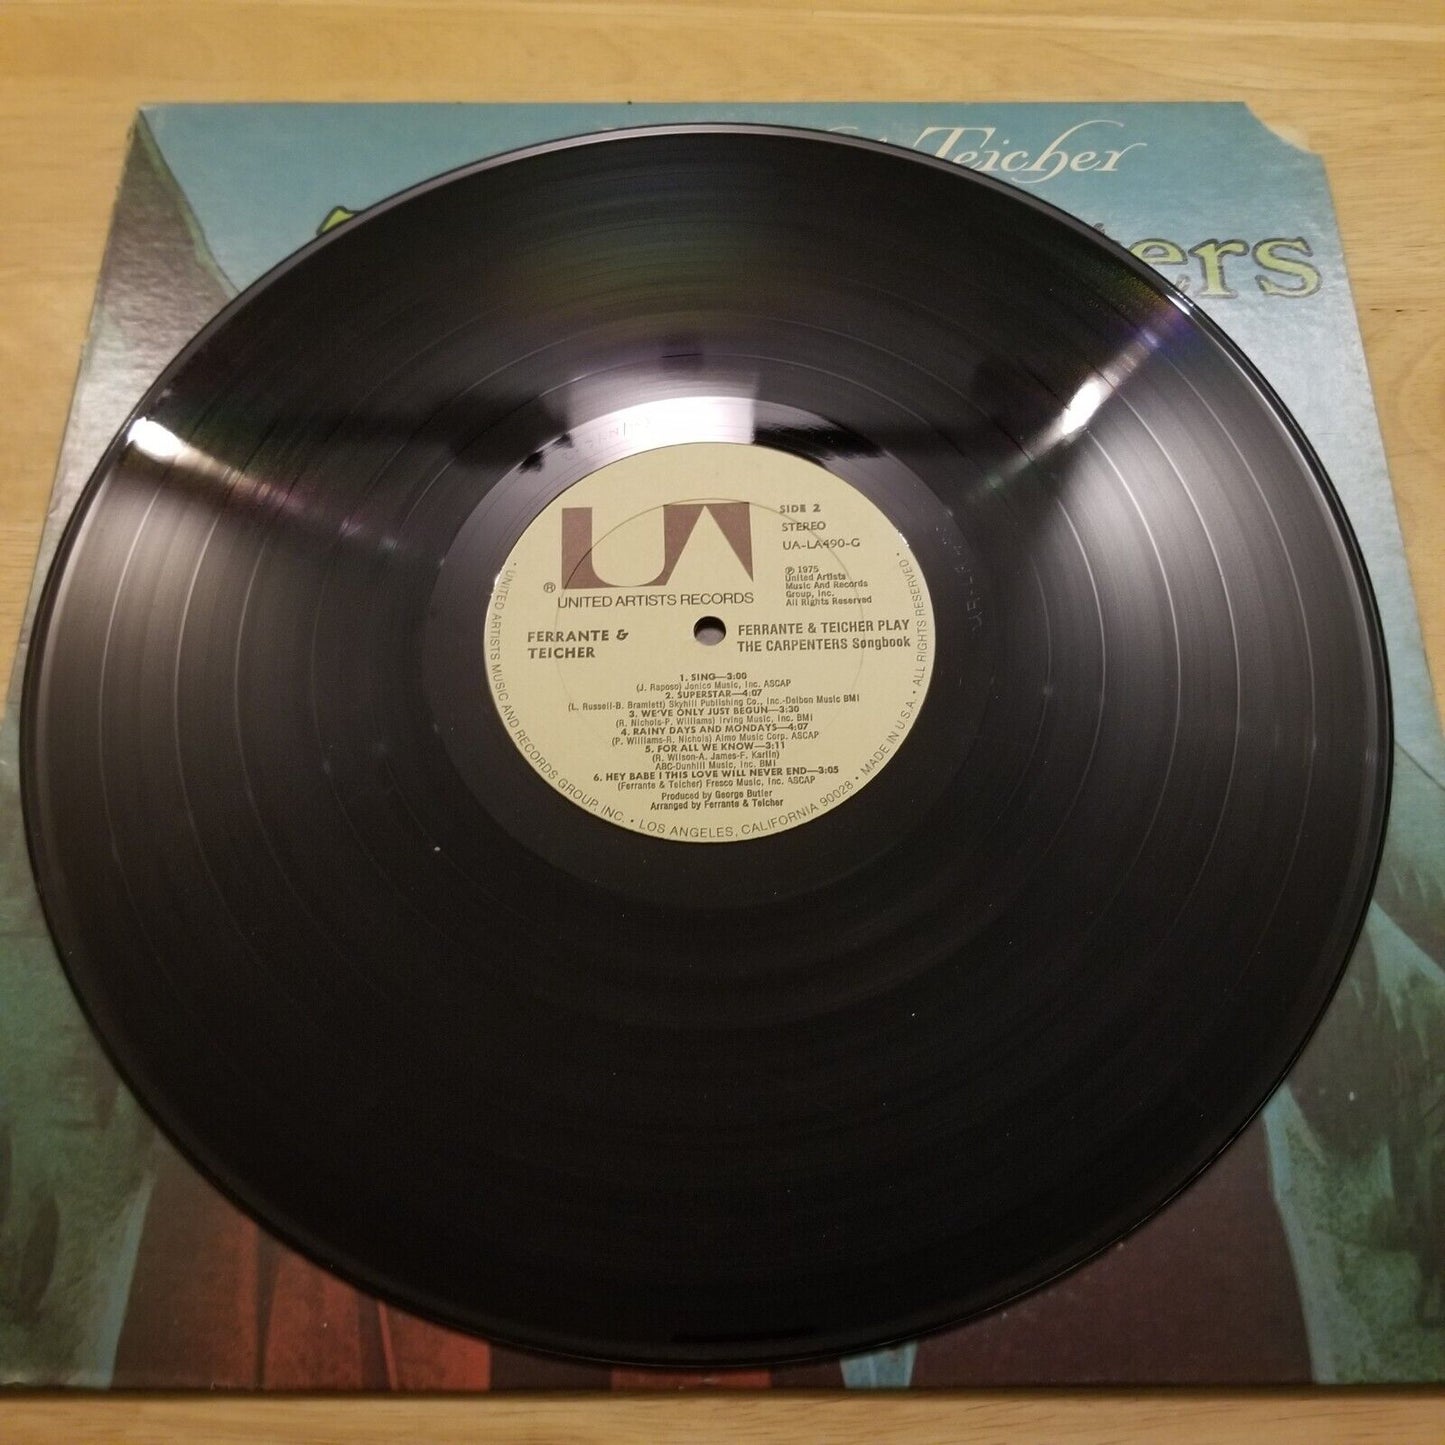 Teicher
ers
UA
SIDE 2
STEREO
UA-LA490-G
℗ 1975
United Artists
Music And Records
Group, Inc.
All Rights Reserved
®
UNITED ARTISTS RECORDS
FERRANTE &
TEICHER
FERRANTE & TEICHER PLAY
THE CARPENTERS Songbook
1. SING—3:00
(J. Raposo) Jonico Music, Inc. ASCAP
2. SUPERSTAR—4:07
(L. Russell-B. Bramlett) Skyhill Publishing Co., Inc.-Delbon Music BMI
3. WE'VE ONLY JUST BEGUN—3:30
(R. Nichols-P. Williams) Irving Music, Inc. BMI
4. RAINY DAYS AND MONDAYS—4:07
(P. Williams-R. Nichols) Almo Music Corp. ASCAP
5. FOR ALL WE KNOW—3:11
(R. Wilson-A. James-F. Karlin)
ABC-Dunhill Music, Inc. BMI
6. HEY BABE I THIS LOVE WILL NEVER END—3:05
(Ferrante & Teicher) Fresco Music, Inc. ASCAP
Produced by George Butler
Arranged by Ferrante & Teicher
• UNITED ARTISTS MUSIC AND RECORDS GROUP, INC. • LOS ANGELES, CALIFORNIA 90028 • MADE IN U.S.A. • ALL RIGHTS RESERVED •